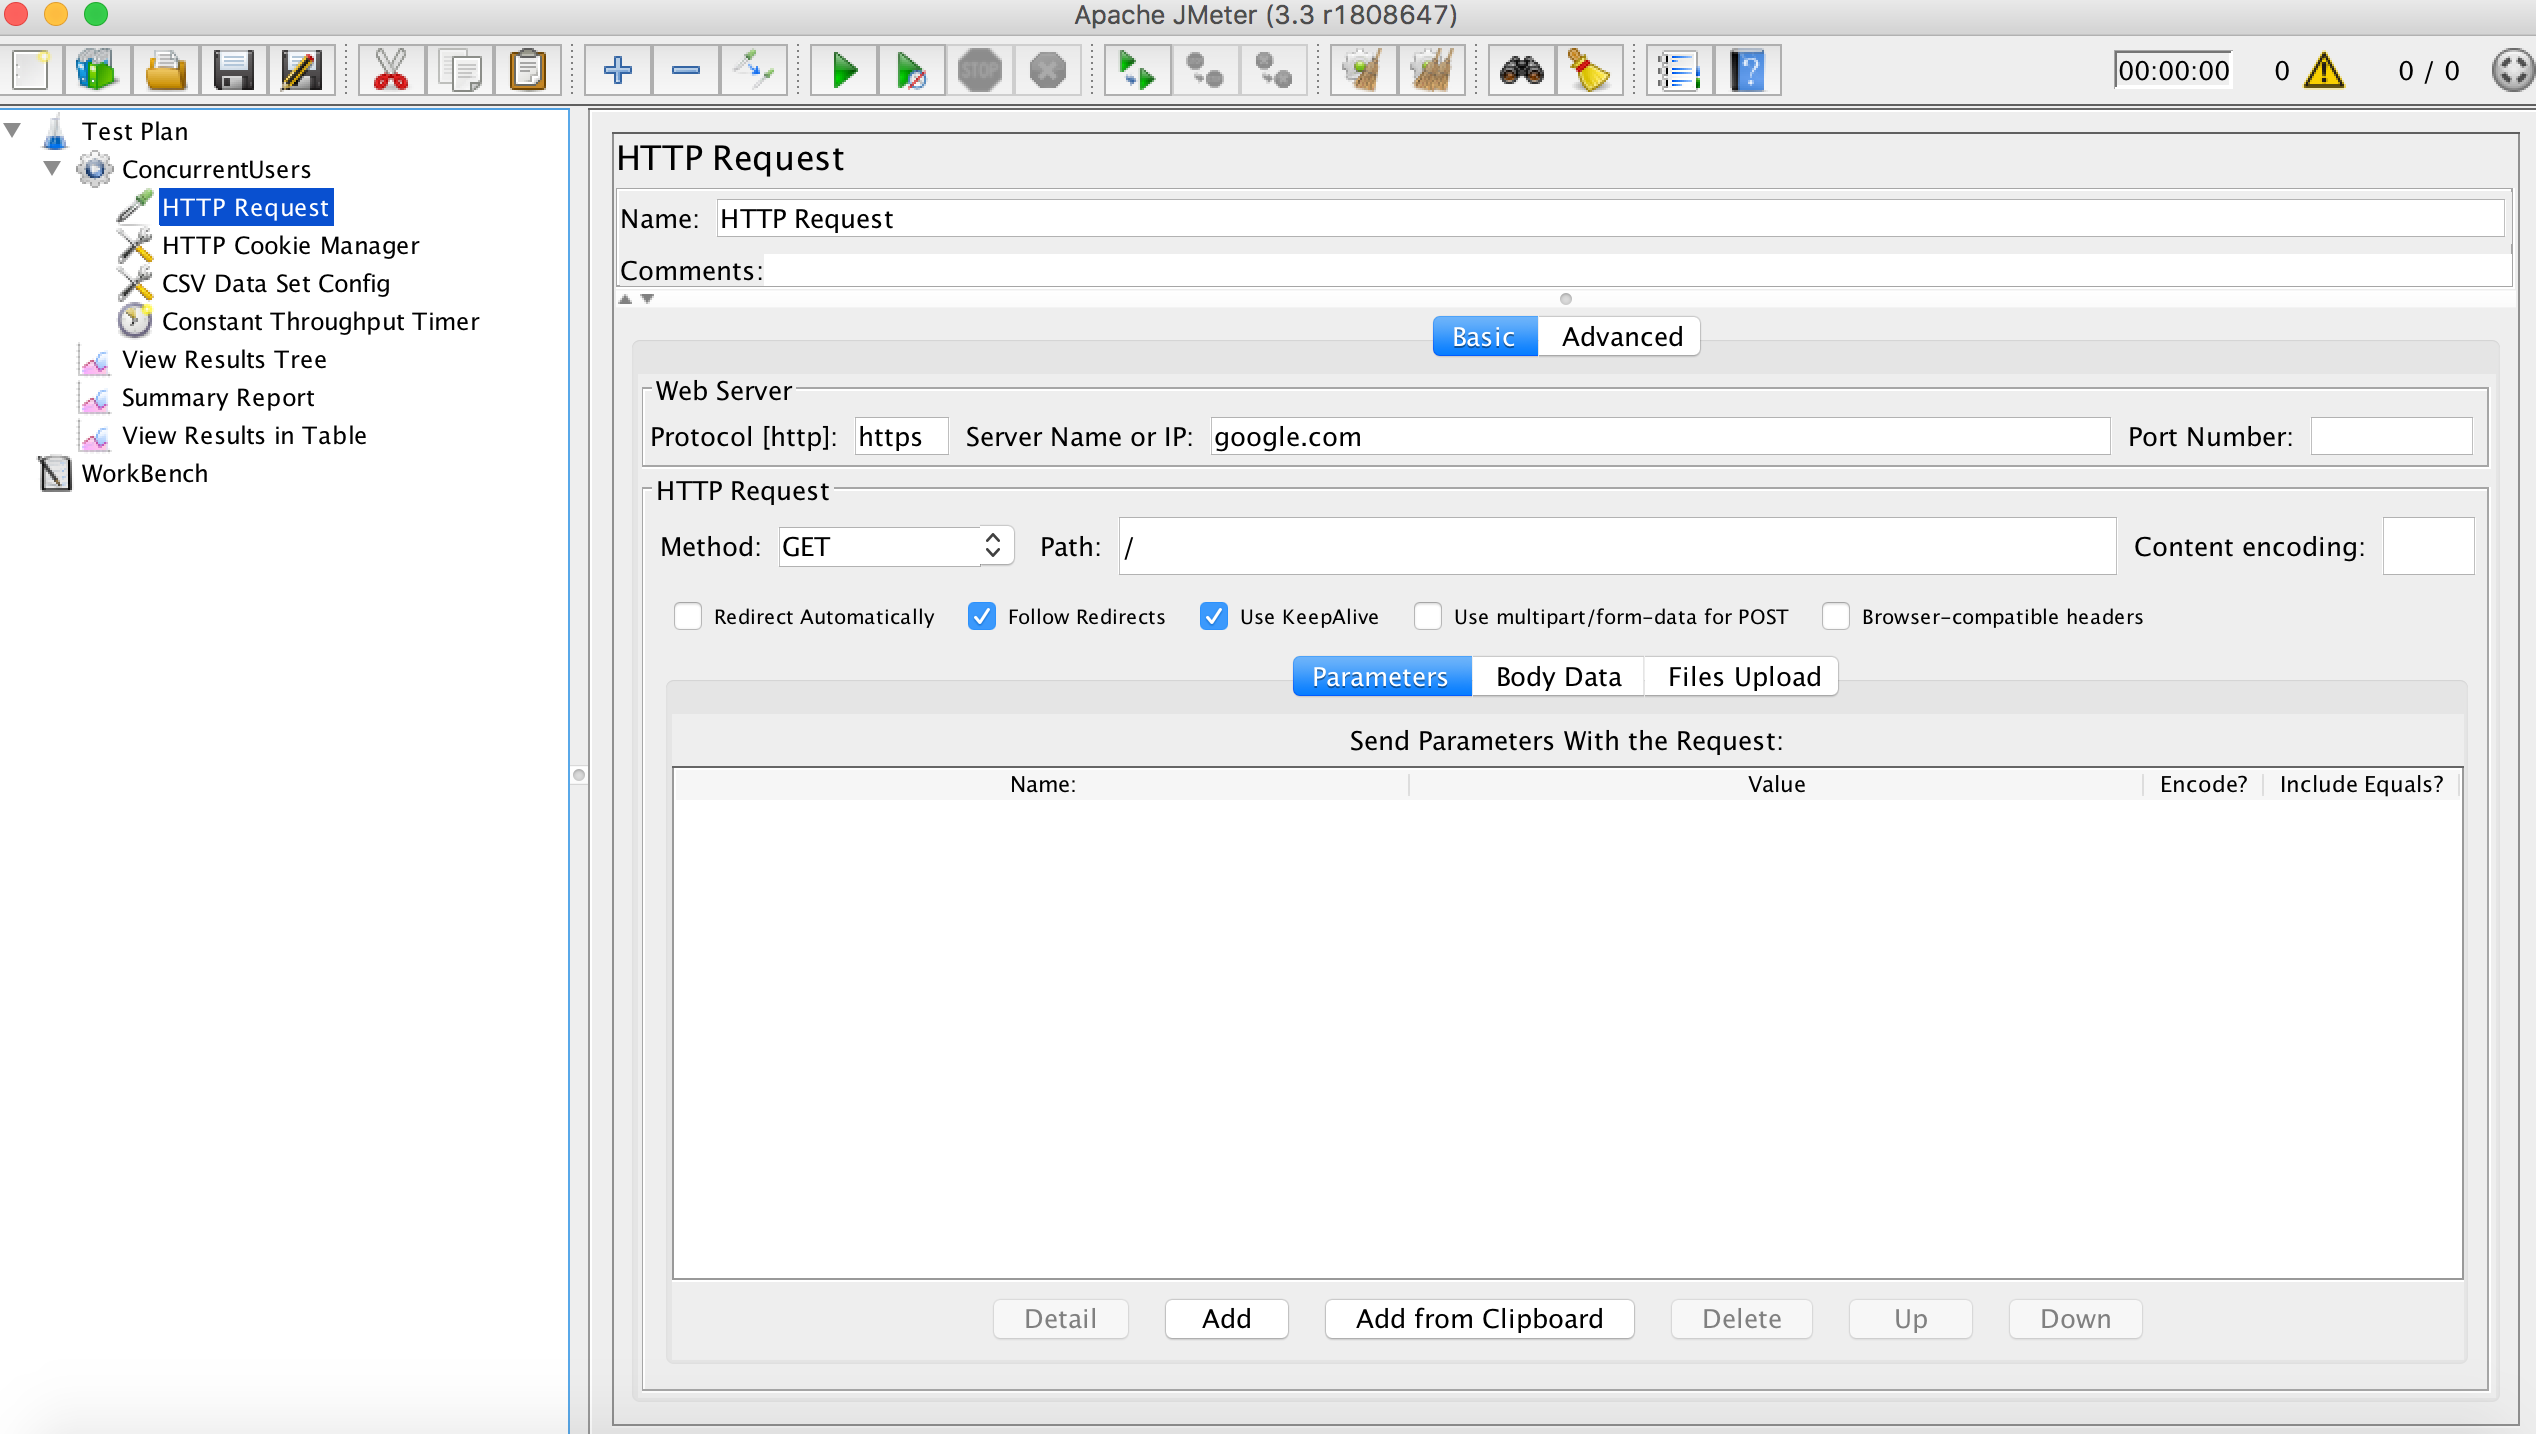 Apache JMeter (3.3 r1808647)
STOP
?
00:00:00 0 0 / 0
Test Plan
ConcurrentUsers
HTTP Request
HTTP Cookie Manager
CSV Data Set Config
Constant Throughput Timer
View Results Tree
Summary Report
View Results in Table
WorkBench
HTTP Request
Name: HTTP Request
Comments:
Basic Advanced
Web Server
Protocol [http]: https Server Name or IP: google.com Port Number:
HTTP Request
Method: GET Path: / Content encoding:
Redirect Automatically Follow Redirects Use KeepAlive Use multipart/form-data for POST Browser-compatible headers
Parameters Body Data Files Upload
Send Parameters With the Request:
Name: Value Encode? Include Equals?
Detail Add Add from Clipboard Delete Up Down